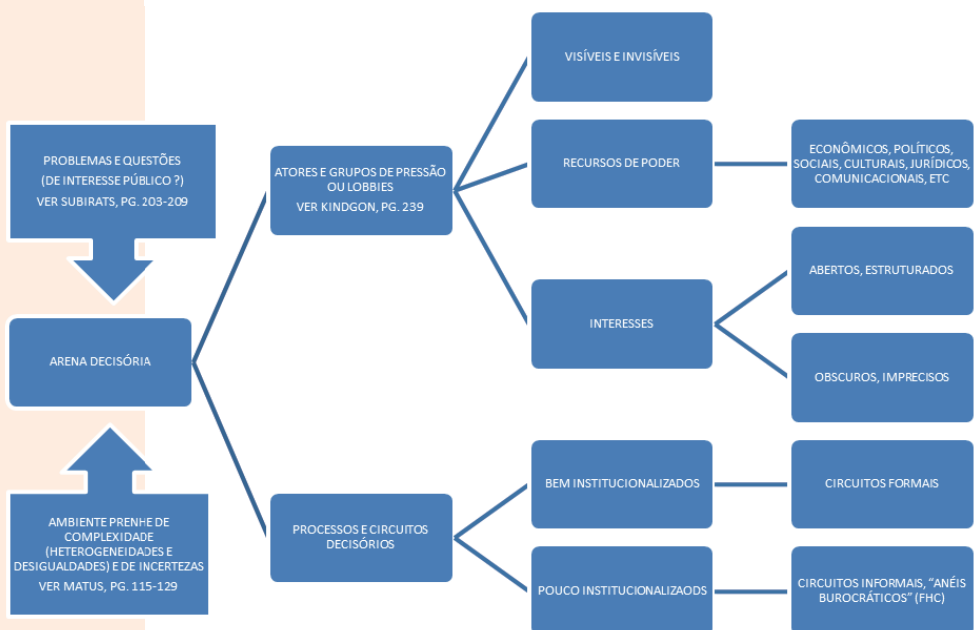 PROBLEMAS E QUESTÕES
(DE INTERESSE PÚBLICO ?)
VER SUBIRATS, PG. 203-209
ARENA DECISÓRIA
AMBIENTE PRENHE DE
COMPLEXIDADE
(HETEROGENEIDADES E
DESIGUALDADES) E DE INCERTEZAS
VER MATUS, PG. 115-129
ATORES E GRUPOS DE PRESSÃO
OU LOBBIES
VER KINDGON, PG. 239
PROCESSOS E CIRCUITOS
DECISÓRIOS
VISÍVEIS E INVISÍVEIS
RECURSOS DE PODER
INTERESSES
BEM INSTITUCIONALIZADOS
POUCO INSTITUCIONALIZAODS
ECONÔMICOS, POLÍTICOS,
SOCIAIS, CULTURAIS, JURÍDICOS,
COMUNICACIONAIS, ETC
ABERTOS, ESTRUTURADOS
OBSCUROS, IMPRECISOS
CIRCUITOS FORMAIS
CIRCUITOS INFORMAIS, “ANÉIS
BUROCRÁTICOS” (FHC)